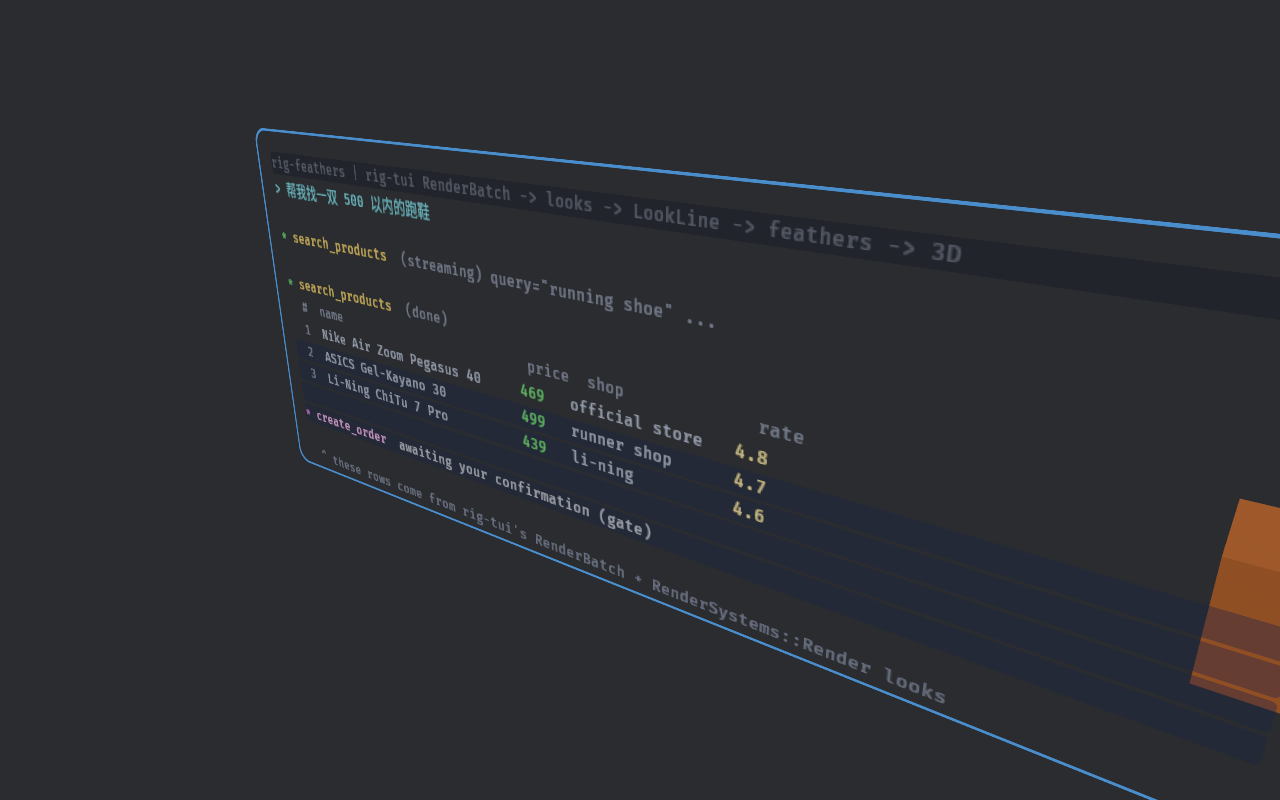 rig-feathers | rig-tui RenderBatch -> looks -> LookLine -> feathers -> 3D
> 帮我找一双 500 以内的跑鞋
* search_products (streaming) query="running shoe" ...
* search_products (done)
# name price shop rate
1 Nike Air Zoom Pegasus 40 469 official store 4.8
2 ASICS Gel-Kayano 30 499 runner shop 4.7
3 Li-Ning ChiTu 7 Pro 439 li-ning 4.6
* create_order awaiting your confirmation (gate)
^ these rows come from rig-tui's RenderBatch + RenderSystems::Render looks